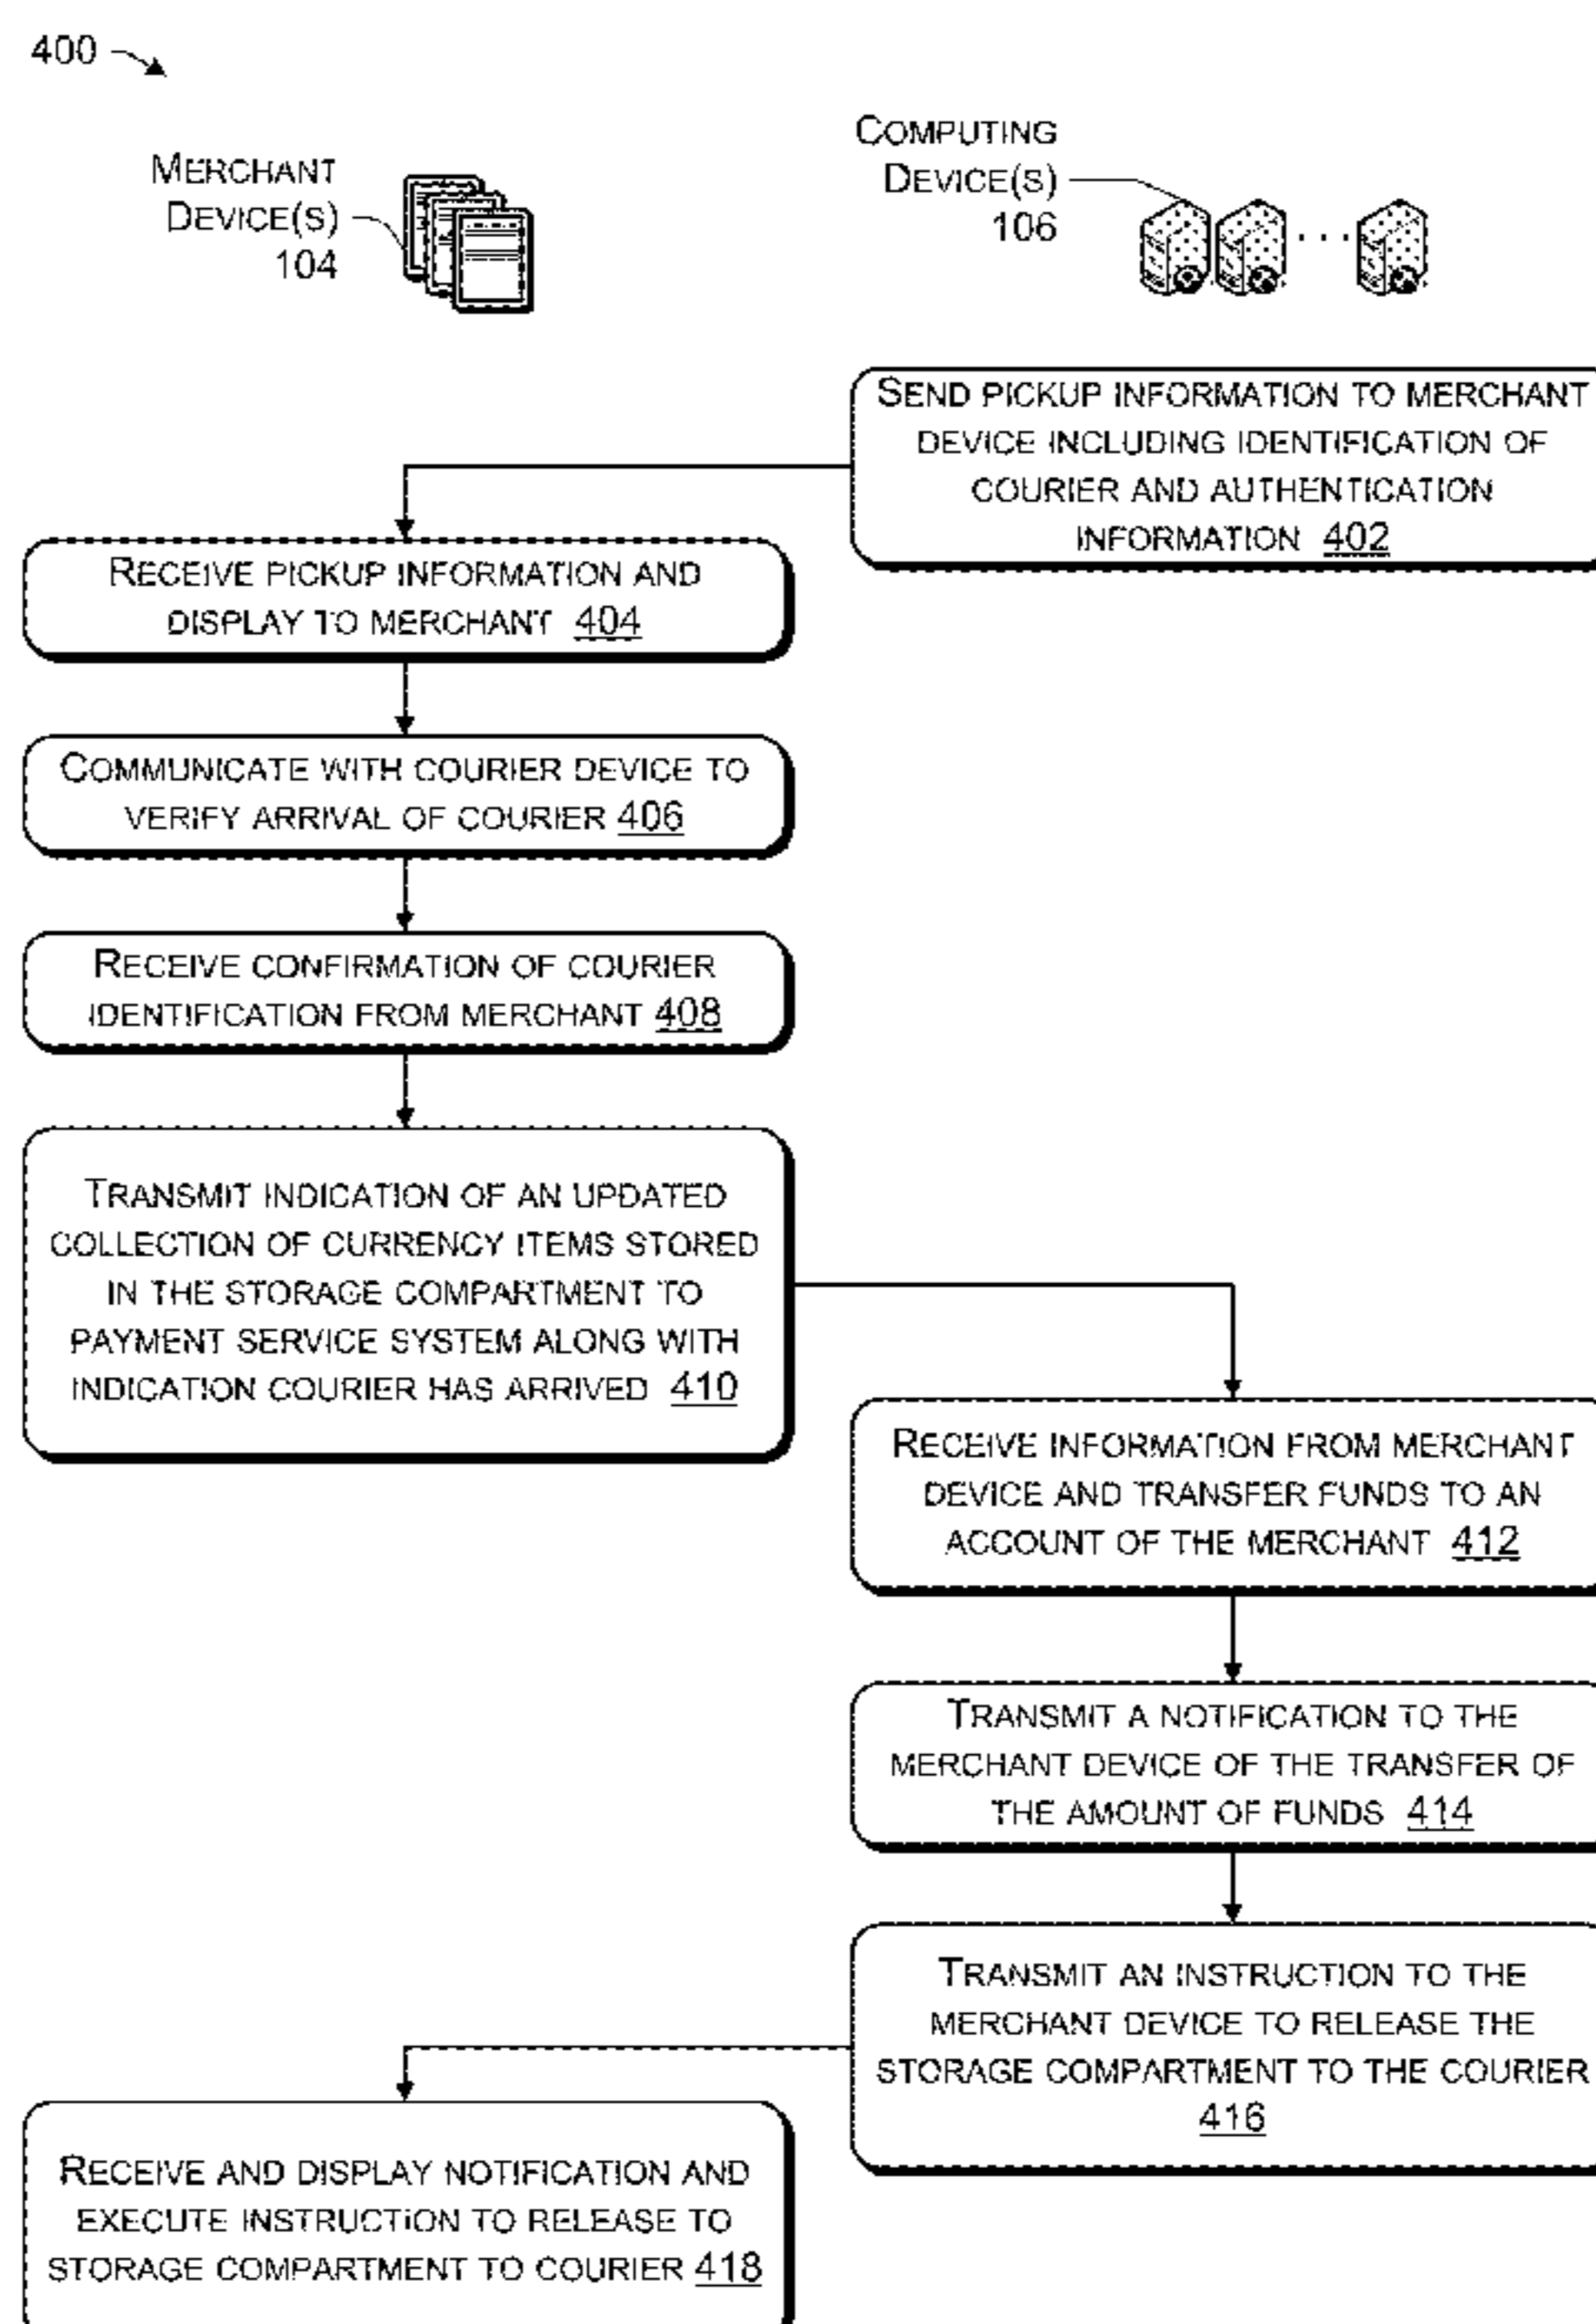 400
MERCHANT
DEVICE(S)
104
COMPUTING
DEVICE(S)
106
SEND PICKUP INFORMATION TO MERCHANT
DEVICE INCLUDING IDENTIFICATION OF
COURIER AND AUTHENTICATION
INFORMATION 402
RECEIVE PICKUP INFORMATION AND
DISPLAY TO MERCHANT 404
COMMUNICATE WITH COURIER DEVICE TO
VERIFY ARRIVAL OF COURIER 406
RECEIVE CONFIRMATION OF COURIER
IDENTIFICATION FROM MERCHANT 408
TRANSMIT INDICATION OF AN UPDATED
COLLECTION OF CURRENCY ITEMS STORED
IN THE STORAGE COMPARTMENT TO
PAYMENT SERVICE SYSTEM ALONG WITH
INDICATION COURIER HAS ARRIVED 410
RECEIVE INFORMATION FROM MERCHANT
DEVICE AND TRANSFER FUNDS TO AN
ACCOUNT OF THE MERCHANT 412
TRANSMIT A NOTIFICATION TO THE
MERCHANT DEVICE OF THE TRANSFER OF
THE AMOUNT OF FUNDS 414
TRANSMIT AN INSTRUCTION TO THE
MERCHANT DEVICE TO RELEASE THE
STORAGE COMPARTMENT TO THE COURIER
416
RECEIVE AND DISPLAY NOTIFICATION AND
EXECUTE INSTRUCTION TO RELEASE TO
STORAGE COMPARTMENT TO COURIER 418